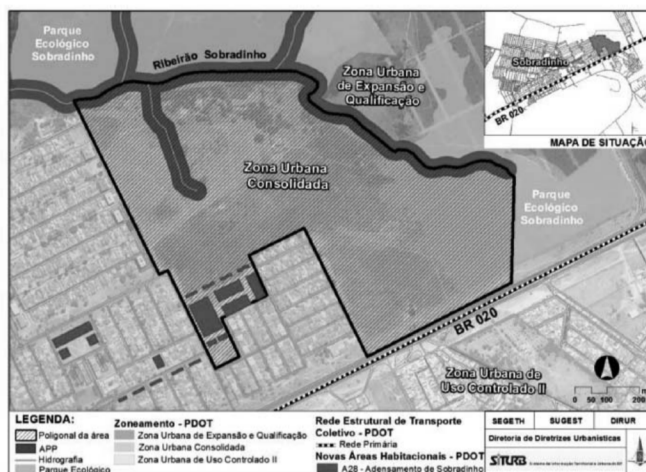 Parque
Ecológico
Sobradinho
Ribeirão Sobradinho
Zona Urbana
de Expansão e
Qualificação
Sobradinho
BR 020
MAPA DE SITUAÇÃO
Zona Urbana
Consolidada
Parque
Ecológico
Sobradinho
BR 020
Zona Urbana de
Uso Controlado II
LEGENDA:
Poligonal da área
APP
Hidrografia
Parque Ecológico
Zoneamento - PDOT
Zona Urbana de Expansão e Qualificação
Zona Urbana Consolidada
Zona Urbana de Uso Controlado II
Rede Estrutural de Transporte
Coletivo - PDOT
Rede Primária
Novas Áreas Habitacionais - PDOT
A28 - Adensamento de Sobradinho
0 50 100 200
SEGETH SUGEST DIRUR
Diretoria de Diretrizes Urbanísticas
SITURB